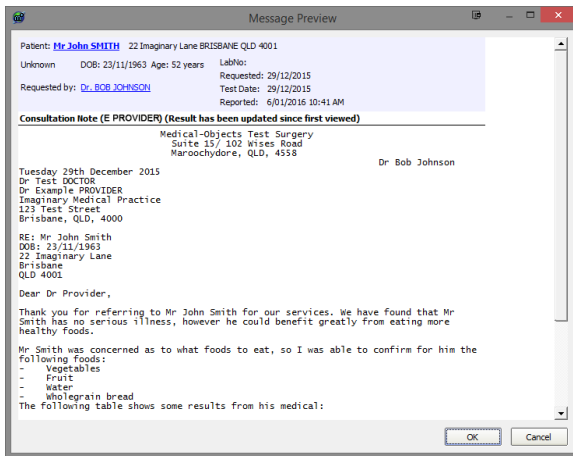 Message Preview
Patient: Mr John SMITH 22 Imaginary Lane BRISBANE QLD 4001
Unknown DOB: 23/11/1963 Age: 52 years LabNo:
Requested: 29/12/2015
Requested by: Dr. BOB JOHNSON Test Date: 29/12/2015
Reported: 6/01/2016 10:41 AM
Consultation Note (E PROVIDER) (Result has been updated since first viewed)
Medical-Objects Test Surgery
Suite 15/ 102 Wises Road
Maroochydore, QLD, 4558
Dr Bob Johnson
Tuesday 29th December 2015
Dr Test DOCTOR
Dr Example PROVIDER
Imaginary Medical Practice
123 Test Street
Brisbane, QLD, 4000
RE: Mr John Smith
DOB: 23/11/1963
22 Imaginary Lane
Brisbane
QLD 4001
Dear Dr Provider,
Thank you for referring to Mr John Smith for our services. We have found that Mr
Smith has no serious illness, however he could benefit greatly from eating more
healthy foods.
Mr Smith was concerned as to what foods to eat, so I was able to confirm for him the
following foods:
- Vegetables
- Fruit
- Water
- Wholegrain bread
The following table shows some results from his medical:
OK Cancel